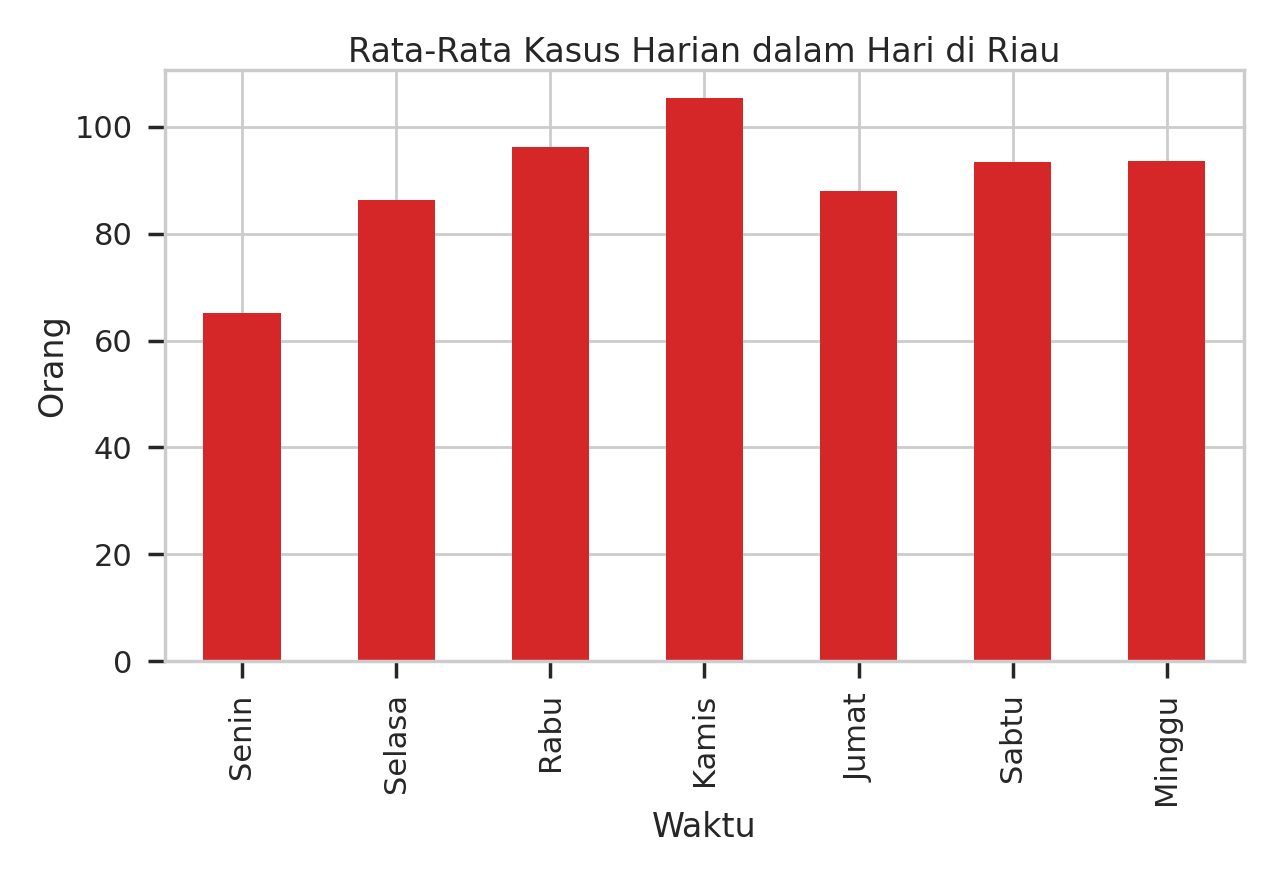 Rata-Rata Kasus Harian dalam Hari di Riau
100
80
60
40
20
0
Orang
Senin
Selasa
Rabu
Kamis
Jumat
Sabtu
Minggu
Waktu